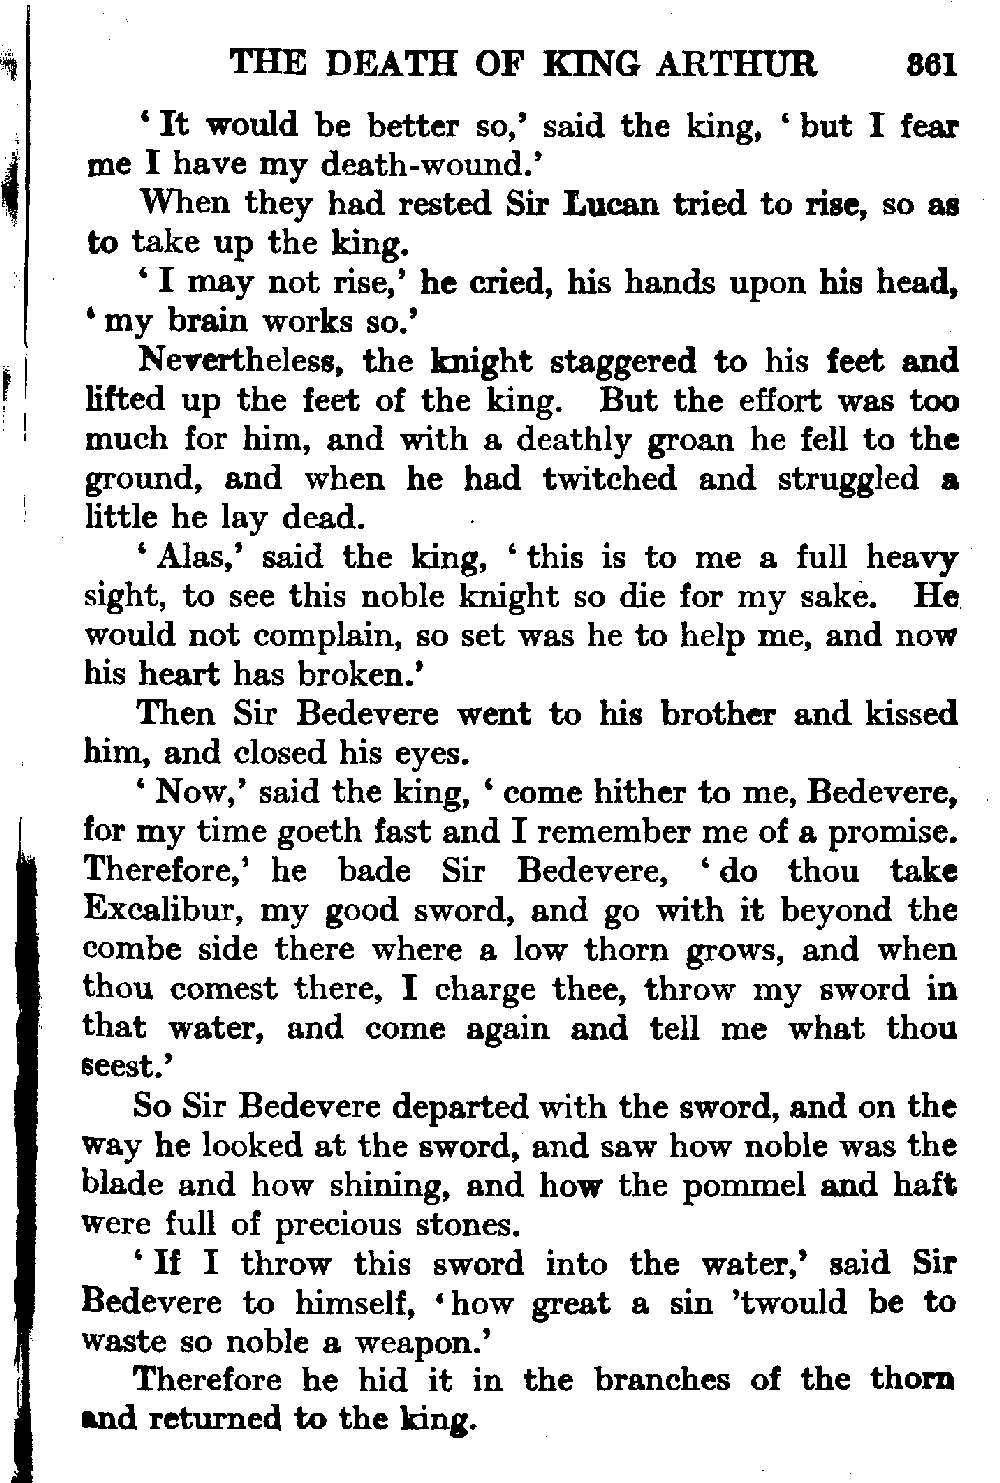 THE DEATH OF KING ARTHUR 361
‘ It would be better so,’ said the king, ‘ but I fear
me I have my death-wound.’
When they had rested Sir Lucan tried to rise, so as
to take up the king.
‘ I may not rise,’ he cried, his hands upon his head,
‘ my brain works so.’
Nevertheless, the knight staggered to his feet and
lifted up the feet of the king. But the effort was too
much for him, and with a deathly groan he fell to the
ground, and when he had twitched and struggled a
little he lay dead.
‘ Alas,’ said the king, ‘ this is to me a full heavy
sight, to see this noble knight so die for my sake. He
would not complain, so set was he to help me, and now
his heart has broken.’
Then Sir Bedevere went to his brother and kissed
him, and closed his eyes.
‘ Now,’ said the king, ‘ come hither to me, Bedevere,
for my time goeth fast and I remember me of a promise.
Therefore,’ he bade Sir Bedevere, ‘ do thou take
Excalibur, my good sword, and go with it beyond the
combe side there where a low thorn grows, and when
thou comest there, I charge thee, throw my sword in
that water, and come again and tell me what thou
seest.’
So Sir Bedevere departed with the sword, and on the
way he looked at the sword, and saw how noble was the
blade and how shining, and how the pommel and haft
were full of precious stones.
‘ If I throw this sword into the water,’ said Sir
Bedevere to himself, ‘ how great a sin ’twould be to
waste so noble a weapon.’
Therefore he hid it in the branches of the thorn
and returned to the king.